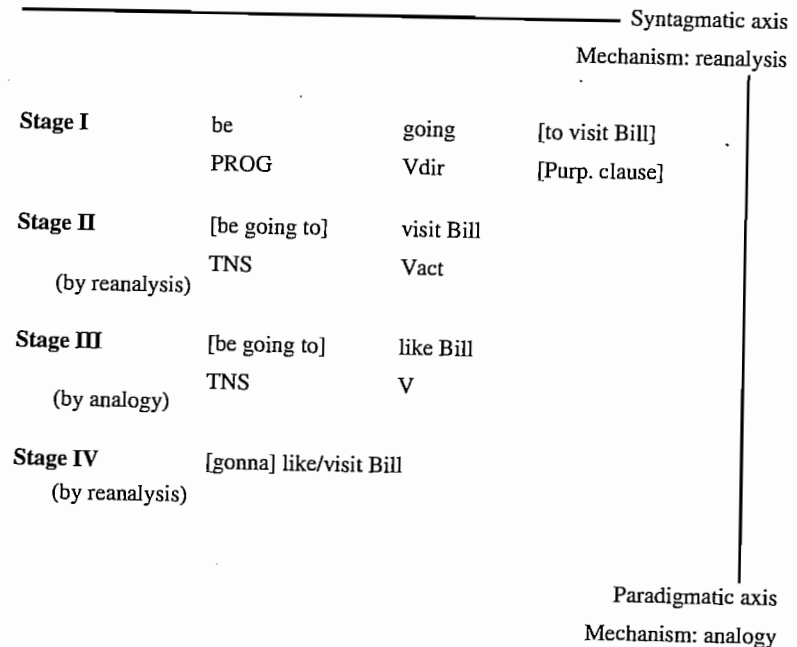 Syntagmatic axis
Mechanism: reanalysis
Stage I be going [to visit Bill]
PROG Vdir [Purp. clause]
Stage II [be going to] visit Bill
TNS Vact
(by reanalysis)
Stage III [be going to] like Bill
TNS V
(by analogy)
Stage IV [gonna] like/visit Bill
(by reanalysis)
Paradigmatic axis
Mechanism: analogy